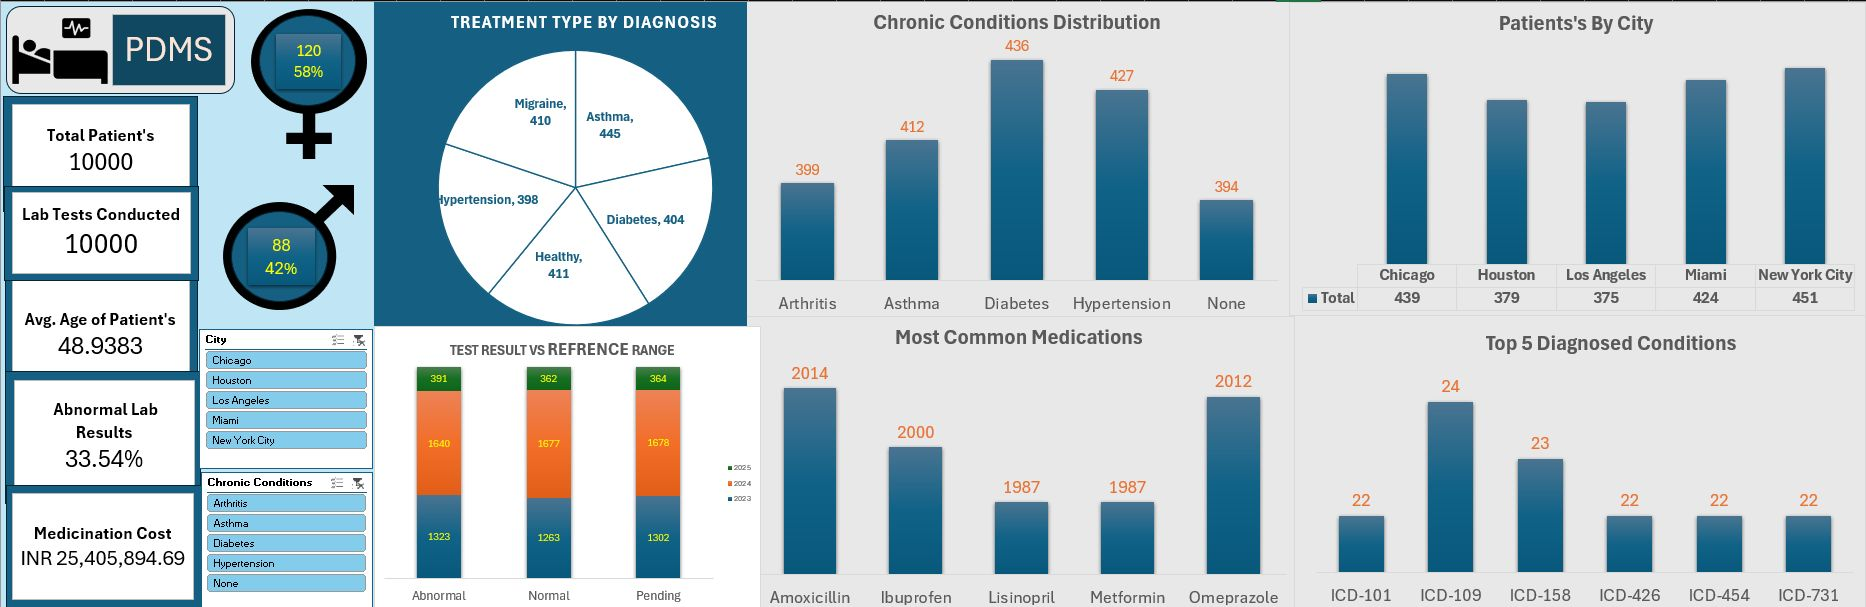 PDMS
120
58%
88
42%
Total Patient's
10000
Lab Tests Conducted
10000
Avg. Age of Patient's
48.9383
Abnormal Lab
Results
33.54%
Medicination Cost
INR 25,405,894.69
City
Chicago
Houston
Los Angeles
Miami
New York City
Chronic Conditions
Arthritis
Asthma
Diabetes
Hypertension
None
TREATMENT TYPE BY DIAGNOSIS
Migraine,
410
Asthma,
445
Hypertension, 398
Diabetes, 404
Healthy,
411
TEST RESULT VS REFRENCE RANGE
391
362
364
1640
1677
1678
1323
1263
1302
Abnormal
Normal
Pending
2025
2024
2023
Chronic Conditions Distribution
399
412
436
427
394
Arthritis
Asthma
Diabetes
Hypertension
None
Patients's By City
Chicago
Houston
Los Angeles
Miami
New York City
Total
439
379
375
424
451
Most Common Medications
2014
2000
1987
1987
2012
Amoxicillin
Ibuprofen
Lisinopril
Metformin
Omeprazole
Top 5 Diagnosed Conditions
22
24
23
22
22
22
ICD-101
ICD-109
ICD-158
ICD-426
ICD-454
ICD-731